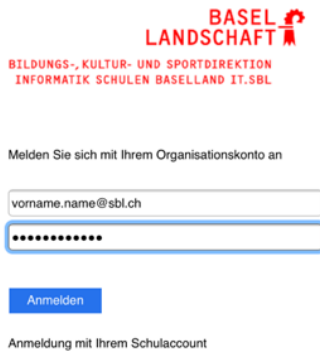 BASEL
LANDSCHAFT
BILDUNGS-, KULTUR- UND SPORTDIREKTION
INFORMATIK SCHULEN BASELLAND IT.SBL
Melden Sie sich mit Ihrem Organisationskonto an
vorname.name@sbl.ch
••••••••••••
Anmelden
Anmeldung mit Ihrem Schulaccount